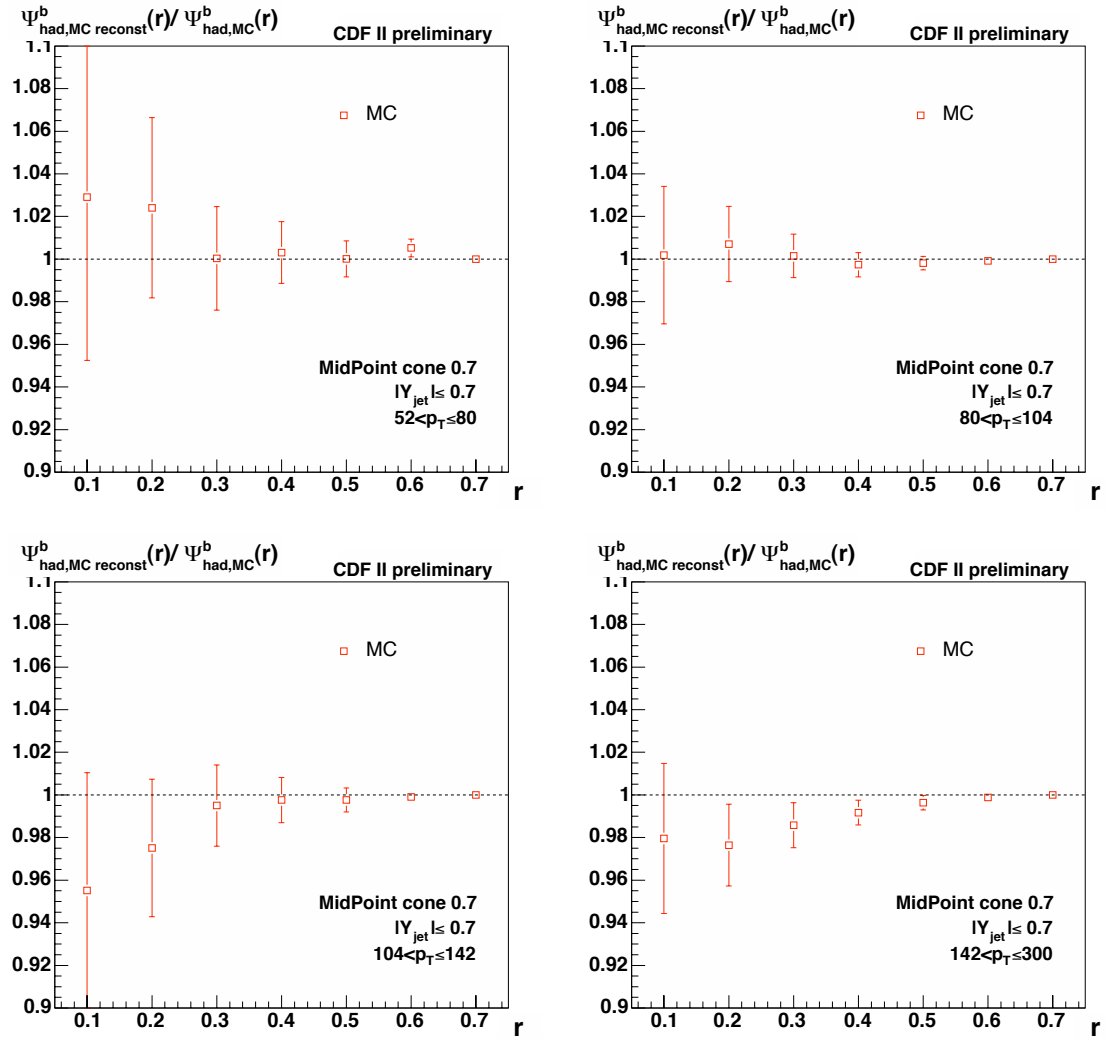 Ψ^b_had,MC reconst(r)/ Ψ^b_had,MC(r)
CDF II preliminary
1.1
1.08
1.06
1.04
1.02
1
0.98
0.96
0.94
0.92
0.9
MC
MidPoint cone 0.7
|Y_jet|≤ 0.7
52<p_T≤80
0.1 0.2 0.3 0.4 0.5 0.6 0.7
r
Ψ^b_had,MC reconst(r)/ Ψ^b_had,MC(r)
CDF II preliminary
1.1
1.08
1.06
1.04
1.02
1
0.98
0.96
0.94
0.92
0.9
MC
MidPoint cone 0.7
|Y_jet|≤ 0.7
80<p_T≤104
0.1 0.2 0.3 0.4 0.5 0.6 0.7
r
Ψ^b_had,MC reconst(r)/ Ψ^b_had,MC(r)
CDF II preliminary
1.1
1.08
1.06
1.04
1.02
1
0.98
0.96
0.94
0.92
0.9
MC
MidPoint cone 0.7
|Y_jet|≤ 0.7
104<p_T≤142
0.1 0.2 0.3 0.4 0.5 0.6 0.7
r
Ψ^b_had,MC reconst(r)/ Ψ^b_had,MC(r)
CDF II preliminary
1.1
1.08
1.06
1.04
1.02
1
0.98
0.96
0.94
0.92
0.9
MC
MidPoint cone 0.7
|Y_jet|≤ 0.7
142<p_T≤300
0.1 0.2 0.3 0.4 0.5 0.6 0.7
r